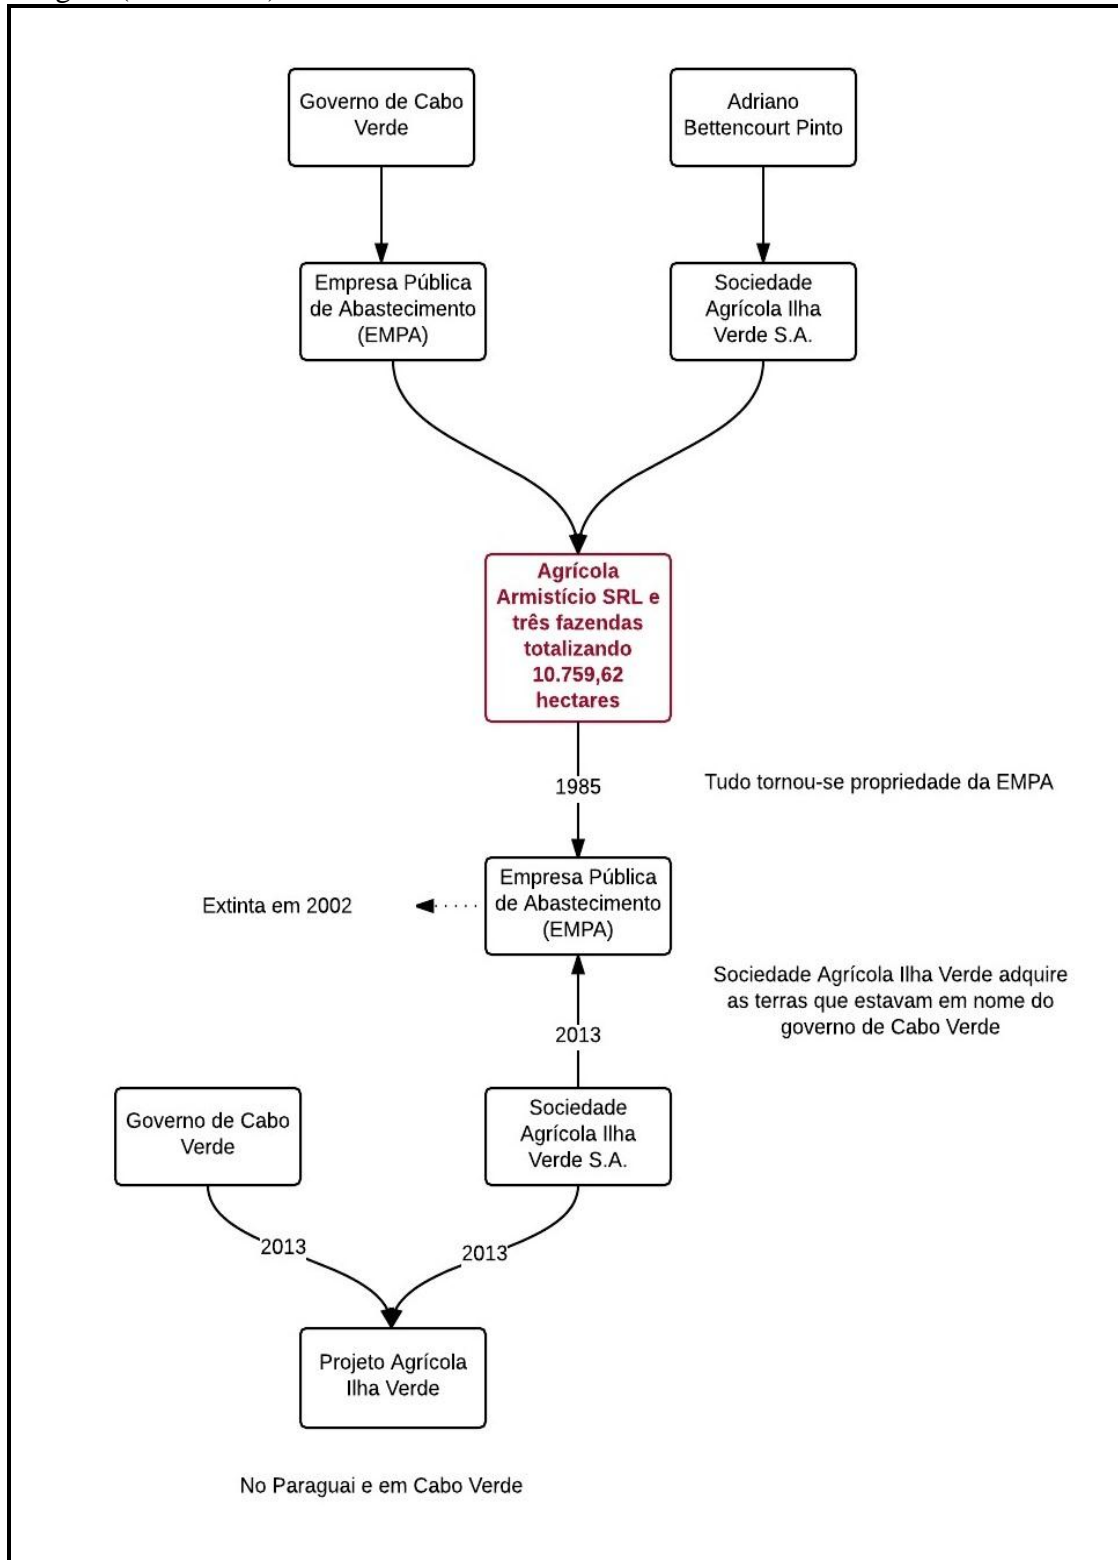 Governo de Cabo
Verde
Adriano
Bettencourt Pinto
Empresa Pública
de Abastecimento
(EMPA)
Sociedade
Agrícola Ilha
Verde S.A.
Agrícola
Armistício SRL e
três fazendas
totalizando
10.759,62
hectares
1985
Tudo tornou-se propriedade da EMPA
Extinta em 2002
Empresa Pública
de Abastecimento
(EMPA)
Sociedade Agrícola Ilha Verde adquire
as terras que estavam em nome do
governo de Cabo Verde
2013
Governo de Cabo
Verde
Sociedade
Agrícola Ilha
Verde S.A.
2013
2013
Projeto Agrícola
Ilha Verde
No Paraguai e em Cabo Verde